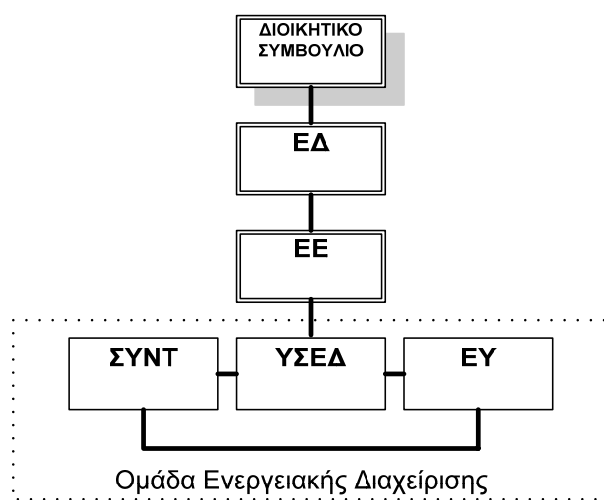 ΔΙΟΙΚΗΤΙΚΟ
ΣΥΜΒΟΥΛΙΟ
ΕΔ
ΕΕ
ΣΥΝΤ ΥΣΕΔ ΕΥ
Ομάδα Ενεργειακής Διαχείρισης